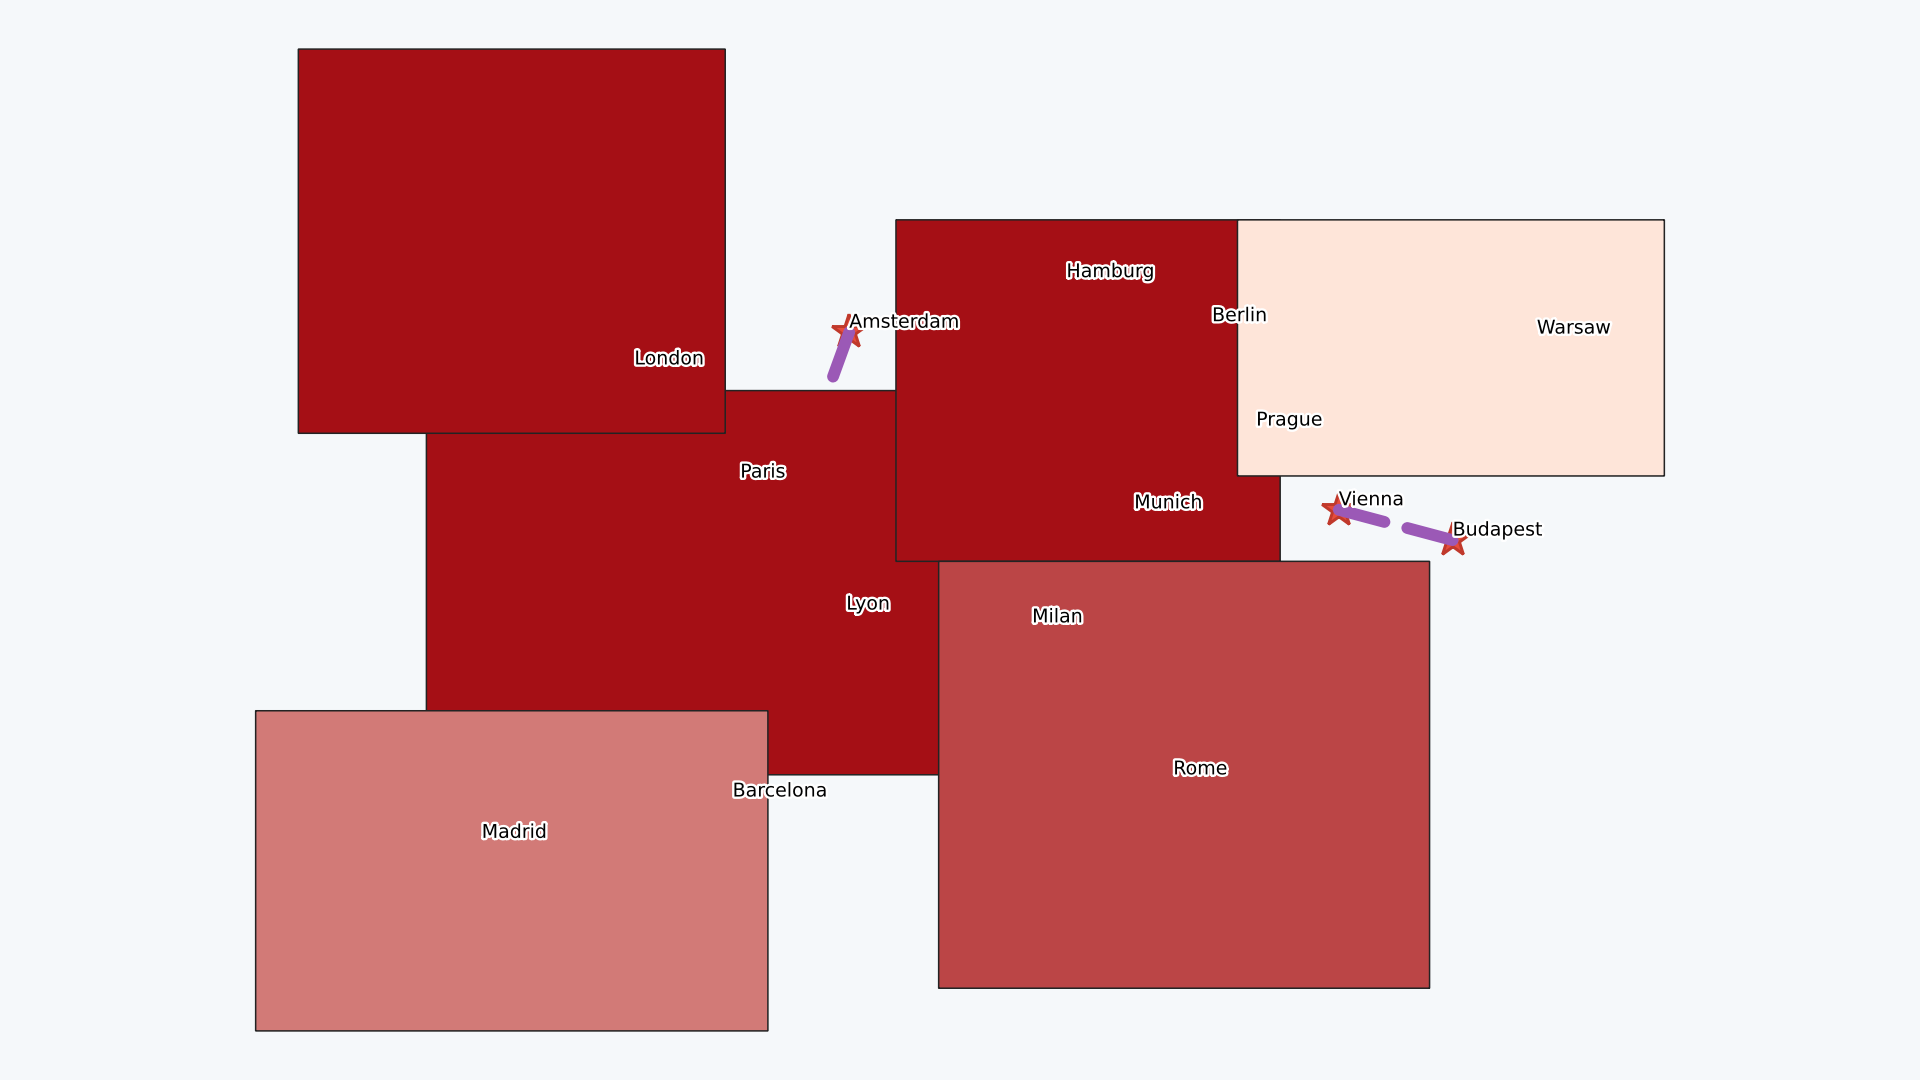 Hamburg
Berlin
Amsterdam
Warsaw
London
Prague
Paris
Vienna
Munich
Budapest
Lyon
Milan
Rome
Barcelona
Madrid